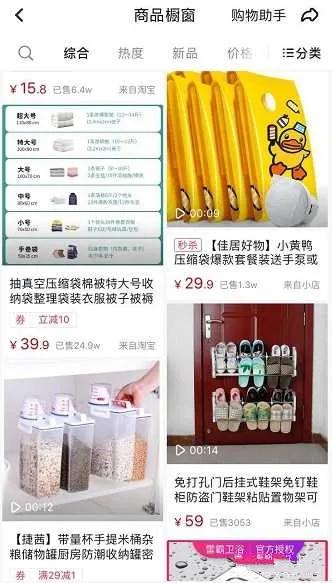 商品橱窗
购物助手
综合
热度
新品
价格
分类
¥15.8 已售6.4w 来自淘宝
超大号
特大号
大号
中号
小号
手卷袋
抽真空压缩袋棉被特大号收
纳袋整理袋装衣服被子被褥
券 立减10
¥39.9 已售24.9w 来自淘宝
00:12
【捷茜】带量杯手提米桶杂
粮储物罐厨房防潮收纳罐密
券 满29减1
00:09
秒杀 【佳居好物】小黄鸭
压缩袋爆款套餐装送手泵或
¥29.9 已售1.3w 来自小店
00:14
免打孔门后挂式鞋架免钉鞋
柜防盗门鞋架粘贴置物架可
¥59 已售3053 来自小店
雷霸卫浴 官方授权